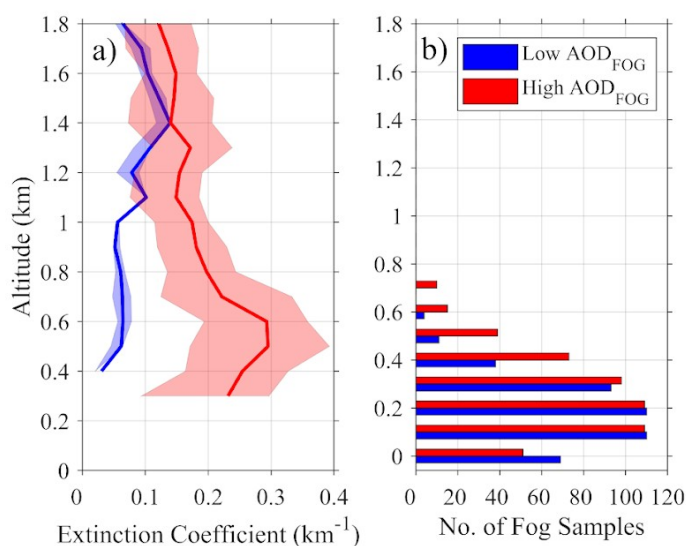 a)
Altitude (km)
1.8
1.6
1.4
1.2
1
0.8
0.6
0.4
0.2
0
0 0.1 0.2 0.3 0.4
Extinction Coefficient (km-1)
b)
Low AODFOG
High AODFOG
1.8
1.6
1.4
1.2
1
0.8
0.6
0.4
0.2
0
0 20 40 60 80 100 120
No. of Fog Samples